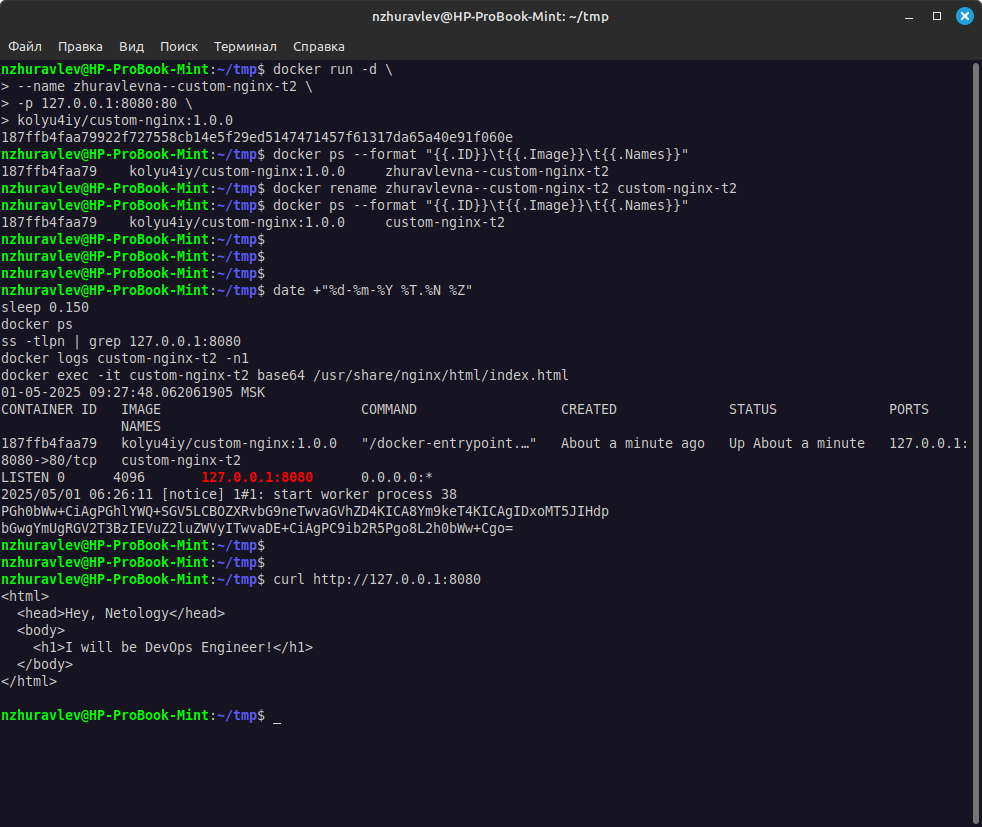 nzhuravlev@HP-ProBook-Mint: ~/tmp
Файл Правка Вид Поиск Терминал Справка
nzhuravlev@HP-ProBook-Mint:~/tmp$ docker run -d \
> --name zhuravlevna--custom-nginx-t2 \
> -p 127.0.0.1:8080:80 \
> kolyu4iy/custom-nginx:1.0.0
187ffb4faa79922f727558cb14e5f29ed5147471457f61317da65a40e91f060e
nzhuravlev@HP-ProBook-Mint:~/tmp$ docker ps --format "{{.ID}}\t{{.Image}}\t{{.Names}}"
187ffb4faa79    kolyu4iy/custom-nginx:1.0.0     zhuravlevna--custom-nginx-t2
nzhuravlev@HP-ProBook-Mint:~/tmp$ docker rename zhuravlevna--custom-nginx-t2 custom-nginx-t2
nzhuravlev@HP-ProBook-Mint:~/tmp$ docker ps --format "{{.ID}}\t{{.Image}}\t{{.Names}}"
187ffb4faa79    kolyu4iy/custom-nginx:1.0.0     custom-nginx-t2
nzhuravlev@HP-ProBook-Mint:~/tmp$
nzhuravlev@HP-ProBook-Mint:~/tmp$
nzhuravlev@HP-ProBook-Mint:~/tmp$
nzhuravlev@HP-ProBook-Mint:~/tmp$ date +"%d-%m-%Y %T.%N %Z"
sleep 0.150
docker ps
ss -tlpn | grep 127.0.0.1:8080
docker logs custom-nginx-t2 -n1
docker exec -it custom-nginx-t2 base64 /usr/share/nginx/html/index.html
01-05-2025 09:27:48.062061905 MSK
CONTAINER ID   IMAGE                         COMMAND                  CREATED              STATUS              PORTS
               NAMES
187ffb4faa79   kolyu4iy/custom-nginx:1.0.0   "/docker-entrypoint.…"   About a minute ago   Up About a minute   127.0.0.1:
8080->80/tcp   custom-nginx-t2
LISTEN 0      4096       127.0.0.1:8080      0.0.0.0:*
2025/05/01 06:26:11 [notice] 1#1: start worker process 38
PGh0bWw+CiAgPGhlYWQ+SGV5LCBOZXRvbG9neTwvaGVhZD4KICA8Ym9keT4KICAgIDxoMT5JIHdp
bGwgYmUgRGV2T3BzIEVuZ2luZWVyITwvaDE+CiAgPC9ib2R5Pgo8L2h0bWw+Cgo=
nzhuravlev@HP-ProBook-Mint:~/tmp$
nzhuravlev@HP-ProBook-Mint:~/tmp$
nzhuravlev@HP-ProBook-Mint:~/tmp$ curl http://127.0.0.1:8080
<html>
  <head>Hey, Netology</head>
  <body>
    <h1>I will be DevOps Engineer!</h1>
  </body>
</html>
nzhuravlev@HP-ProBook-Mint:~/tmp$ _